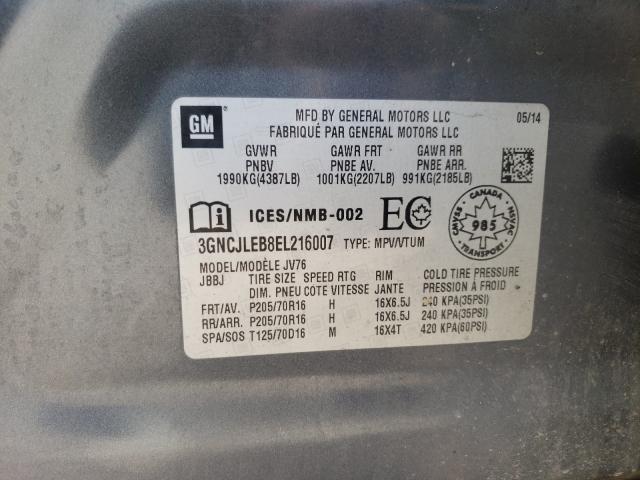 GM
MFD BY GENERAL MOTORS LLC 05/14
FABRIQUÉ PAR GENERAL MOTORS LLC
GVWR GAWR FRT GAWR RR
PNBV PNBE AV. PNBE ARR.
1990KG(4387LB) 1001KG(2207LB) 991KG(2185LB)
ICES/NMB-002 EC
CANADA
CMVSS 985 NSVAC
TRANSPORT
3GNCJLEB8EL216007 TYPE: MPV/VTUM
MODEL/MODÈLE JV76
JBBJ TIRE SIZE SPEED RTG RIM COLD TIRE PRESSURE
DIM. PNEU COTE VITESSE JANTE PRESSION À FROID
FRT/AV. P205/70R16 H 16X6.5J 240 KPA(35PSI)
RR/ARR. P205/70R16 H 16X6.5J 240 KPA(35PSI)
SPA/SOS T125/70D16 M 16X4T 420 KPA(60PSI)